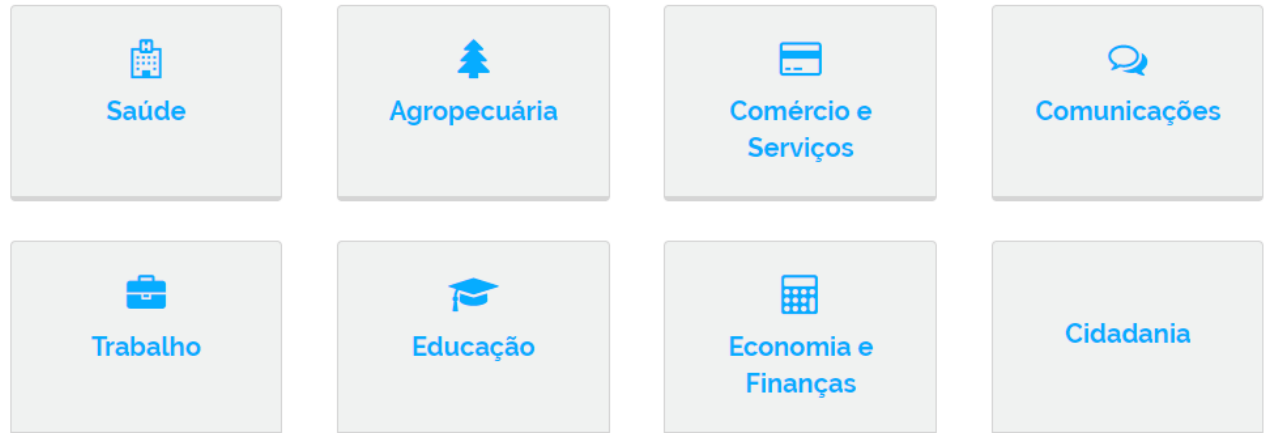 Saúde
Agropecuária
Comércio e
Serviços
Comunicações
Trabalho
Educação
Economia e
Finanças
Cidadania